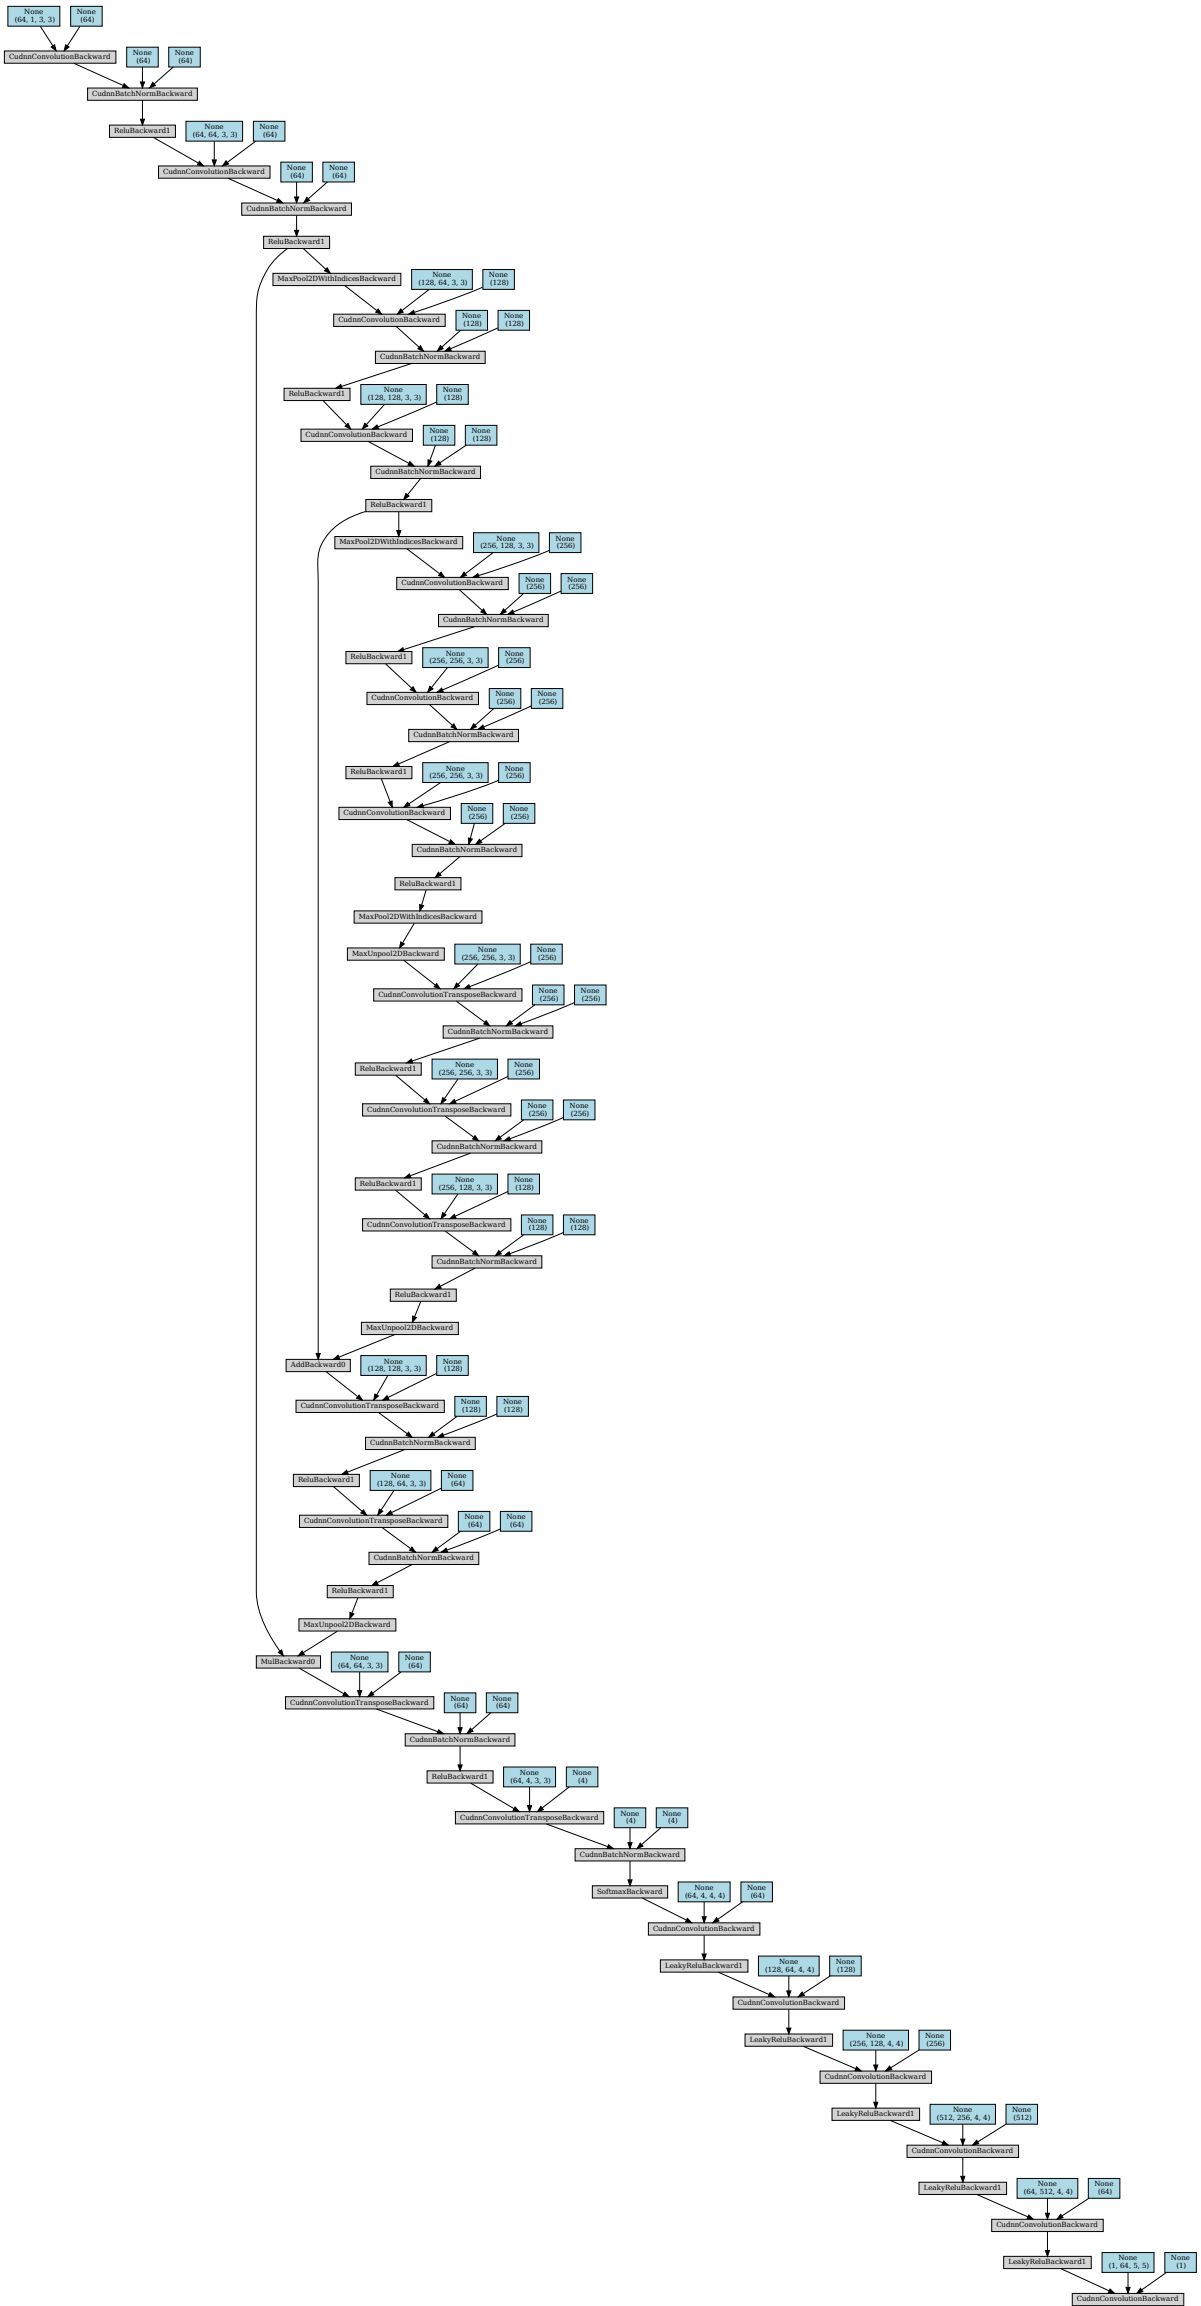 None
(64, 1, 3, 3)
None
(64)
CudnnConvolutionBackward
None
(64)
None
(64)
CudnnBatchNormBackward
ReluBackward1
None
(64, 64, 3, 3)
None
(64)
CudnnConvolutionBackward
None
(64)
None
(64)
CudnnBatchNormBackward
ReluBackward1
MaxPool2DWithIndicesBackward
None
(128, 64, 3, 3)
None
(128)
CudnnConvolutionBackward
None
(128)
None
(128)
CudnnBatchNormBackward
ReluBackward1
None
(128, 128, 3, 3)
None
(128)
CudnnConvolutionBackward
None
(128)
None
(128)
CudnnBatchNormBackward
ReluBackward1
MaxPool2DWithIndicesBackward
None
(256, 128, 3, 3)
None
(256)
CudnnConvolutionBackward
None
(256)
None
(256)
CudnnBatchNormBackward
ReluBackward1
None
(256, 256, 3, 3)
None
(256)
CudnnConvolutionBackward
None
(256)
None
(256)
CudnnBatchNormBackward
ReluBackward1
None
(256, 256, 3, 3)
None
(256)
CudnnConvolutionBackward
None
(256)
None
(256)
CudnnBatchNormBackward
ReluBackward1
MaxPool2DWithIndicesBackward
MaxUnpool2DBackward
None
(256, 256, 3, 3)
None
(256)
CudnnConvolutionTransposeBackward
None
(256)
None
(256)
CudnnBatchNormBackward
ReluBackward1
None
(256, 256, 3, 3)
None
(256)
CudnnConvolutionTransposeBackward
None
(256)
None
(256)
CudnnBatchNormBackward
ReluBackward1
None
(256, 128, 3, 3)
None
(128)
CudnnConvolutionTransposeBackward
None
(128)
None
(128)
CudnnBatchNormBackward
ReluBackward1
MaxUnpool2DBackward
AddBackward0
None
(128, 128, 3, 3)
None
(128)
CudnnConvolutionTransposeBackward
None
(128)
None
(128)
CudnnBatchNormBackward
ReluBackward1
None
(128, 64, 3, 3)
None
(64)
CudnnConvolutionTransposeBackward
None
(64)
None
(64)
CudnnBatchNormBackward
ReluBackward1
MaxUnpool2DBackward
MulBackward0
None
(64, 64, 3, 3)
None
(64)
CudnnConvolutionTransposeBackward
None
(64)
None
(64)
CudnnBatchNormBackward
ReluBackward1
None
(64, 4, 3, 3)
None
(4)
CudnnConvolutionTransposeBackward
None
(4)
None
(4)
CudnnBatchNormBackward
SoftmaxBackward
None
(64, 4, 4, 4)
None
(64)
CudnnConvolutionBackward
LeakyReluBackward1
None
(128, 64, 4, 4)
None
(128)
CudnnConvolutionBackward
LeakyReluBackward1
None
(256, 128, 4, 4)
None
(256)
CudnnConvolutionBackward
LeakyReluBackward1
None
(512, 256, 4, 4)
None
(512)
CudnnConvolutionBackward
LeakyReluBackward1
None
(64, 512, 4, 4)
None
(64)
CudnnConvolutionBackward
LeakyReluBackward1
None
(1, 64, 5, 5)
None
(1)
CudnnConvolutionBackward